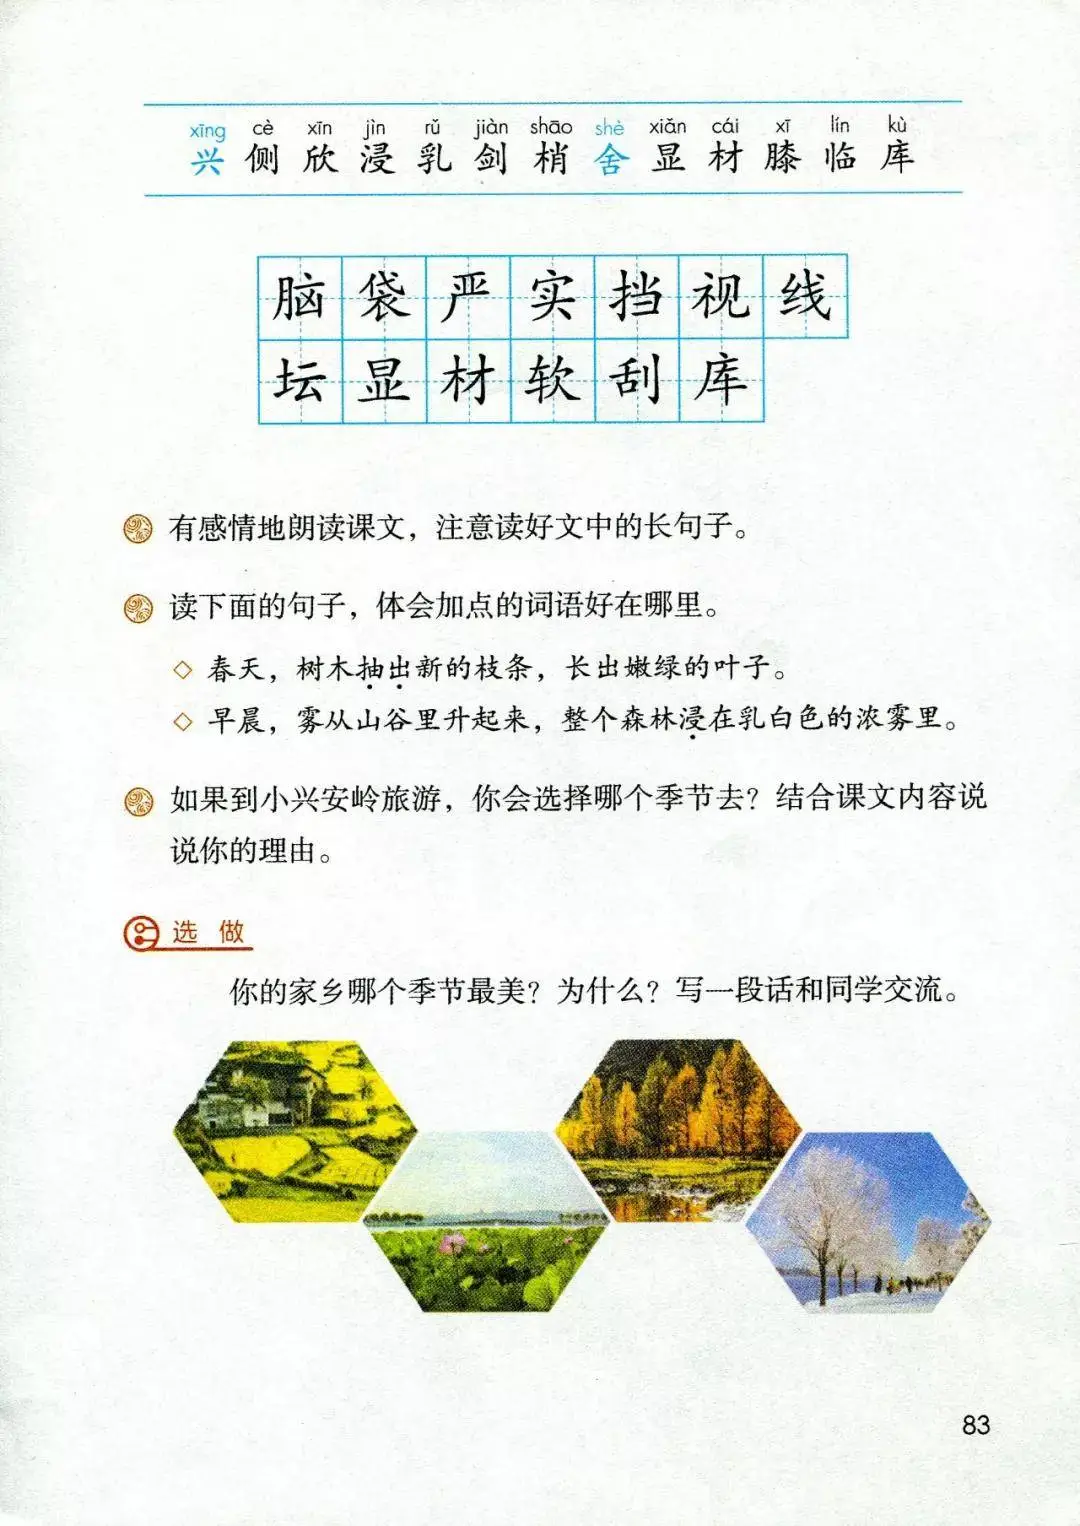 xīng cè xīn jìn rǔ jiàn shāo shè xiǎn cái xī lín kù
兴 侧 欣 浸 乳 剑 梢 舍 显 材 膝 临 库
脑 袋 严 实 挡 视 线
坛 显 材 软 刮 库
有感情地朗读课文，注意读好文中的长句子。
读下面的句子，体会加点的词语好在哪里。
◇ 春天，树木抽出新的枝条，长出嫩绿的叶子。
◇ 早晨，雾从山谷里升起来，整个森林浸在乳白色的浓雾里。
如果到小兴安岭旅游，你会选择哪个季节去？结合课文内容说
说你的理由。
选 做
你的家乡哪个季节最美？为什么？写一段话和同学交流。
83